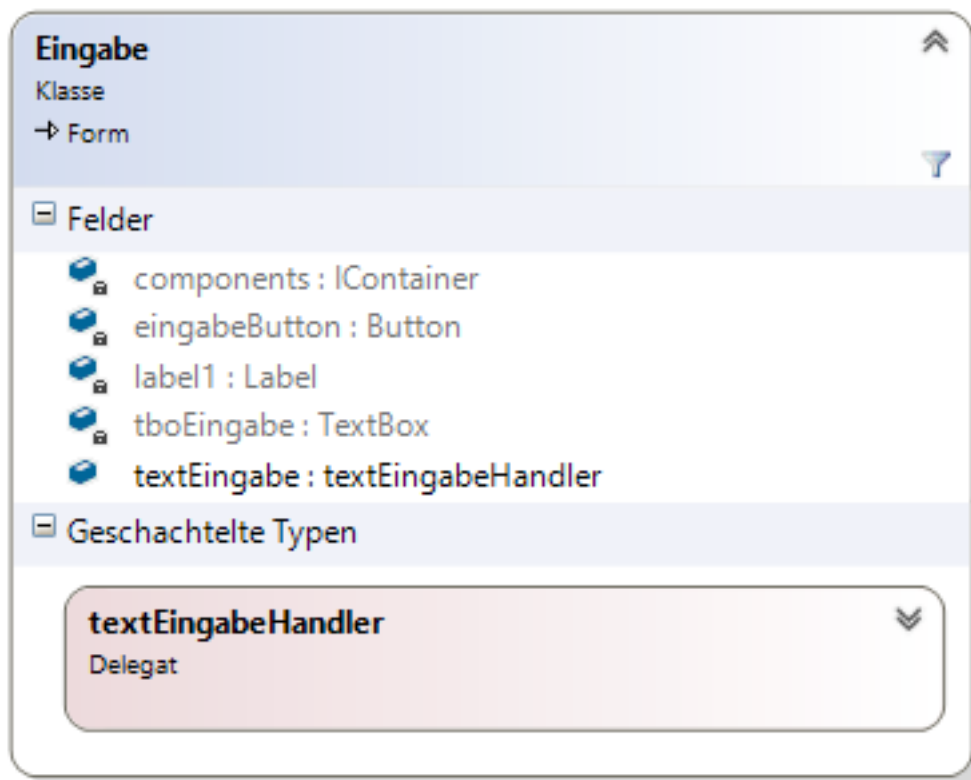 Eingabe
Klasse
Form
Felder
components : IContainer
eingabeButton : Button
label1 : Label
tboEingabe : TextBox
textEingabe : textEingabeHandler
Geschachtelte Typen
textEingabeHandler
Delegat